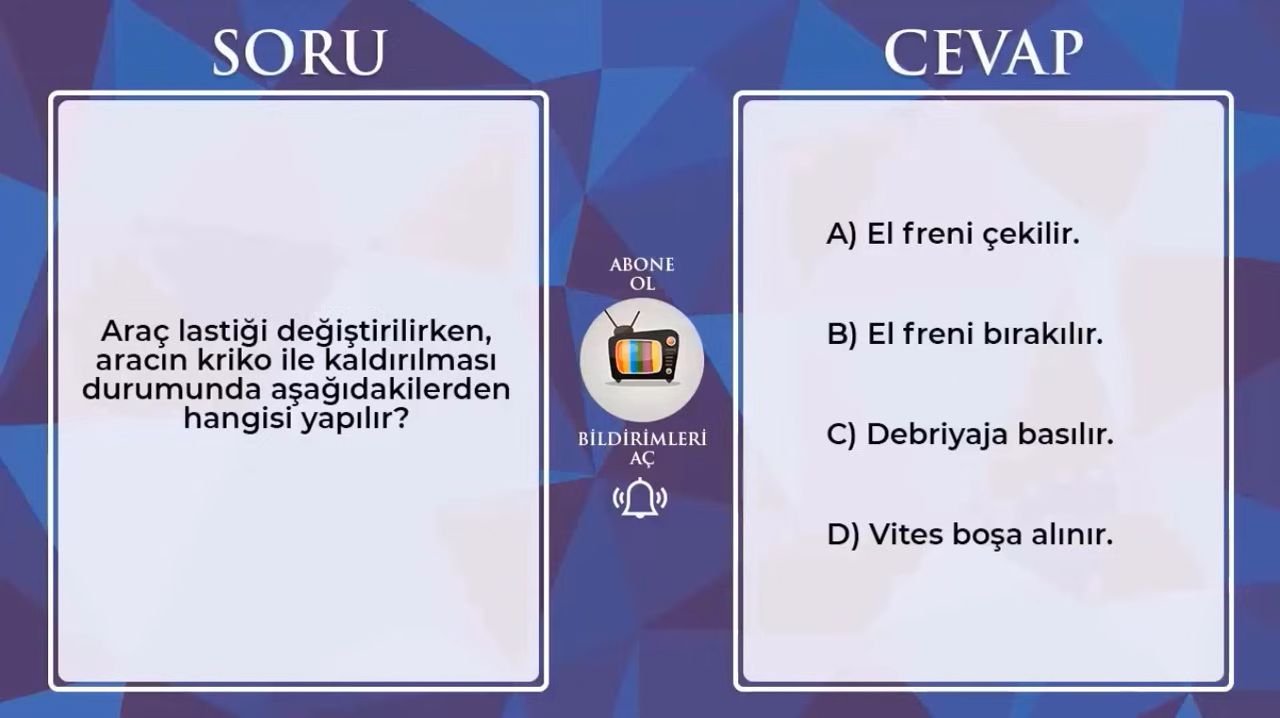 SORU
Araç lastiği değiştirilirken,
aracın kriko ile kaldırılması
durumunda aşağıdakilerden
hangisi yapılır?
ABONE
OL
BİLDİRİMLERİ
AÇ
CEVAP
A) El freni çekilir.
B) El freni bırakılır.
C) Debriyaja basılır.
D) Vites boşa alınır.